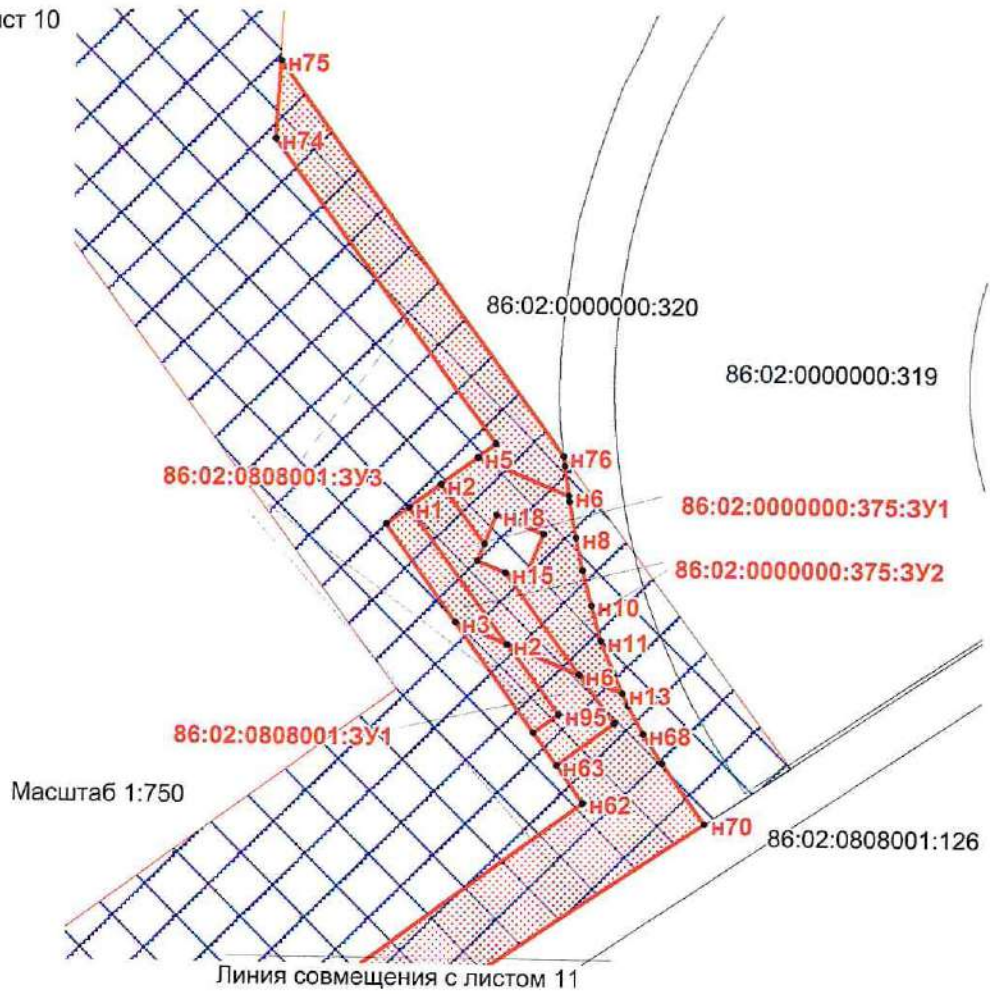 ст 10
н75
н74
86:02:0000000:320
86:02:0000000:319
н76
н5
86:02:0808001:ЗУ3
н2
н6
н1
н18
86:02:0000000:375:ЗУ1
н8
н15
86:02:0000000:375:ЗУ2
н10
н3
н11
н2
н6
н13
н95
86:02:0808001:ЗУ1
н68
н63
Масштаб 1:750
н62
н70
86:02:0808001:126
Линия совмещения с листом 11